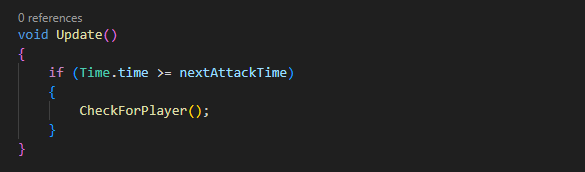 0 references
void Update()
{
    if (Time.time >= nextAttackTime)
    {
        CheckForPlayer();
    }
}